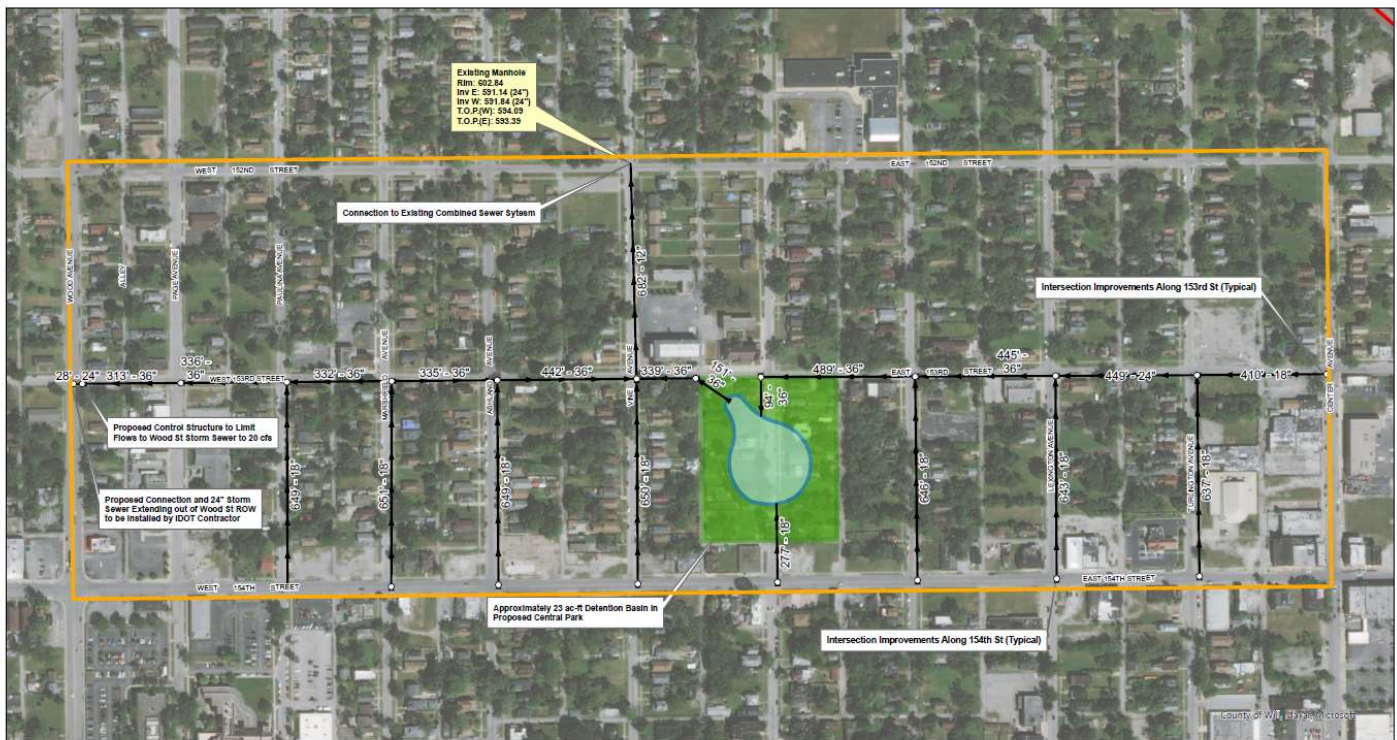 Existing Manhole
Rim: 602.84
Inv E: 591.14 (24")
Inv W: 591.84 (24")
T.O.P.(W): 594.09
T.O.P.(E): 593.39
WEST 152ND STREET
EAST 152ND STREET
Connection to Existing Combined Sewer Sytesm
WOOD AVENUE
ALLEY
PAGE AVENUE
PAULINA AVENUE
MARSHFIELD AVENUE
ASHLAND AVENUE
VINE AVENUE
682' - 12"
Intersection Improvements Along 153rd St (Typical)
CENTER AVENUE
28' - 24"
313' - 36"
336' - 36"
WEST 153RD STREET
332' - 36"
335' - 36"
442' - 36"
339' - 36"
151' - 36"
94' - 36"
489' - 36"
EAST 153RD STREET
445' - 36"
449' - 24"
410' - 18"
Proposed Control Structure to Limit
Flows to Wood St Storm Sewer to 20 cfs
Proposed Connection and 24" Storm
Sewer Extending out of Wood St ROW
to be Installed by IDOT Contractor
649' - 18"
651' - 18"
649' - 18"
650' - 18"
277' - 18"
646' - 18"
LEXINGTON AVENUE
643' - 18"
TURLINGTON AVENUE
637' - 18"
WEST 154TH STREET
EAST 154TH STREET
Approximately 23 ac-ft Detention Basin in
Proposed Central Park
Intersection Improvements Along 154th St (Typical)
County of Will, Maxar, Microsoft